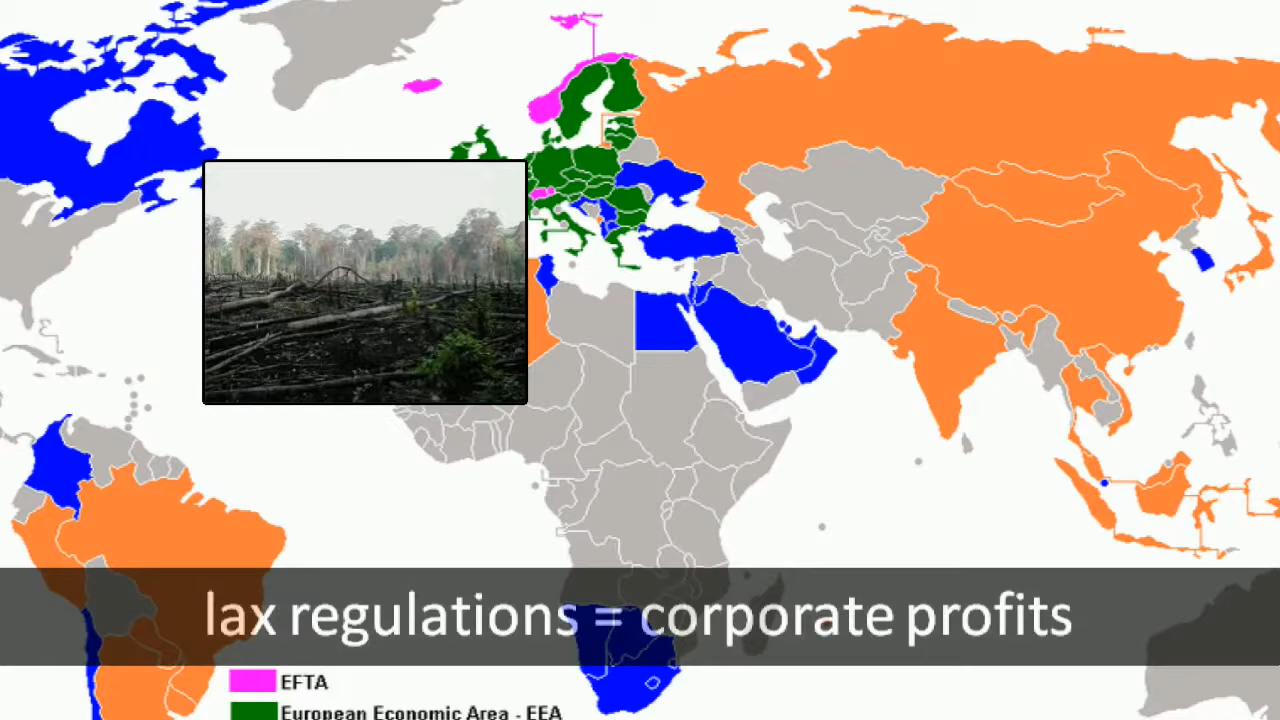 lax regulations = corporate profits
EFTA
European Economic Area - EEA